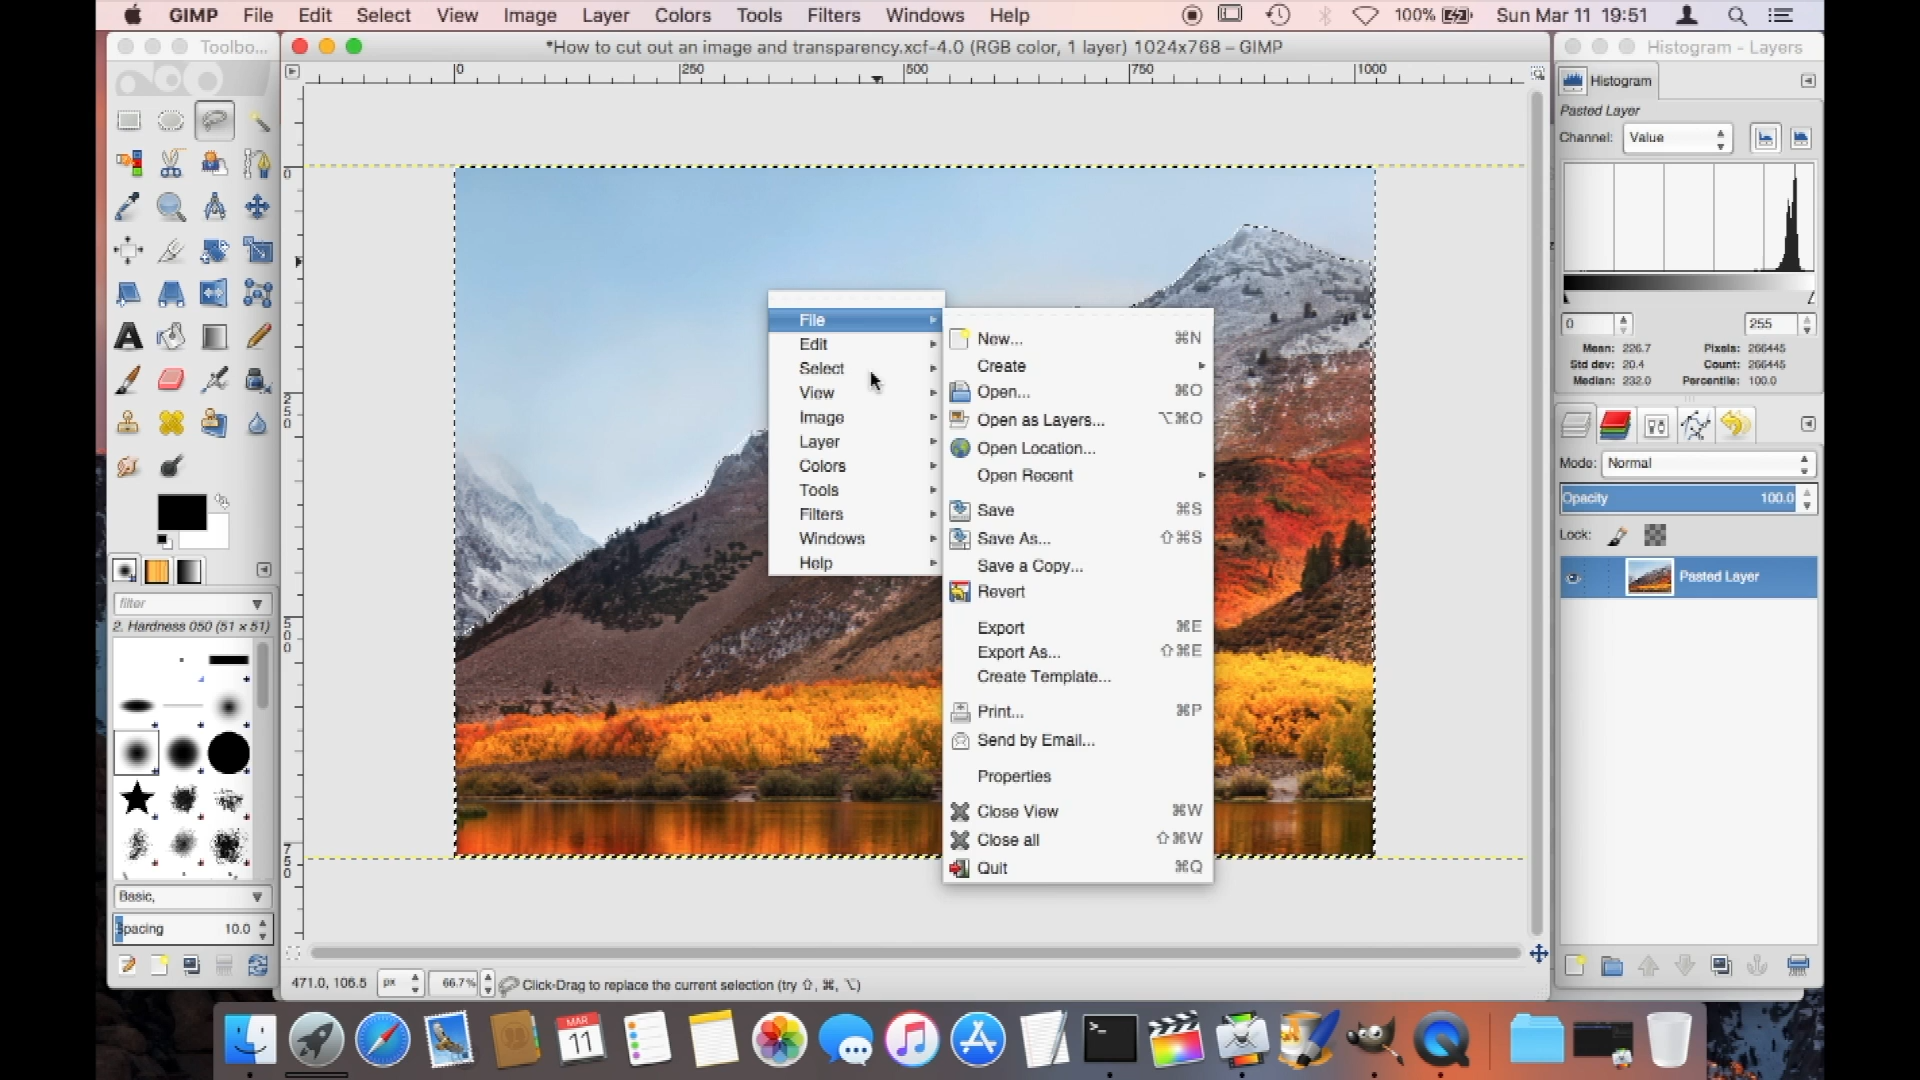 GIMP File Edit Select View Image Layer Colors Tools Filters Windows Help 100% Sun Mar 11 19:51
Toolbo...
*How to cut out an image and transparency.xcf-4.0 (RGB color, 1 layer) 1024x768 – GIMP
Histogram - Layers
0 250 500 750 1000
0
250
500
750
Histogram
Pasted Layer
Channel: Value
0 255
Mean: 226.7 Pixels: 266445
Std dev: 20.4 Count: 266445
Median: 232.0 Percentile: 100.0
Mode: Normal
Opacity 100.0
Lock:
Pasted Layer
File
Edit
Select
View
Image
Layer
Colors
Tools
Filters
Windows
Help
New... ⌘N
Create
Open... ⌘O
Open as Layers... ⌥⌘O
Open Location...
Open Recent
Save ⌘S
Save As... ⇧⌘S
Save a Copy...
Revert
Export ⌘E
Export As... ⇧⌘E
Create Template...
Print... ⌘P
Send by Email...
Properties
Close View ⌘W
Close all ⇧⌘W
Quit ⌘Q
filter
2. Hardness 050 (51 × 51)
Basic,
Spacing 10.0
471.0, 106.5 px 66.7% Click-Drag to replace the current selection (try ⇧, ⌘, ⌥)
MAR
11